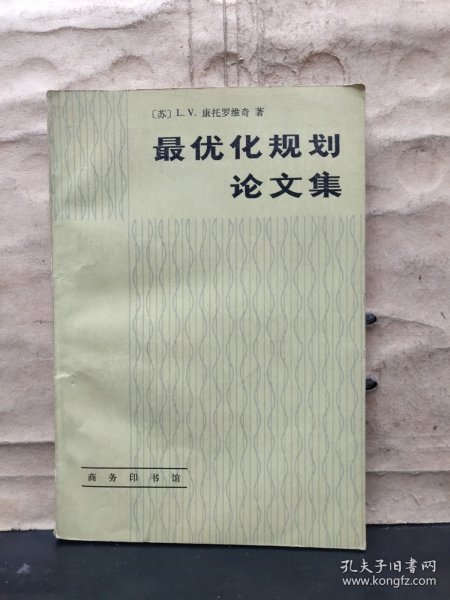 〔苏〕L.V. 康托罗维奇 著
最优化规划
论文集
商务印书馆
孔夫子旧书网
www.kongfz.com